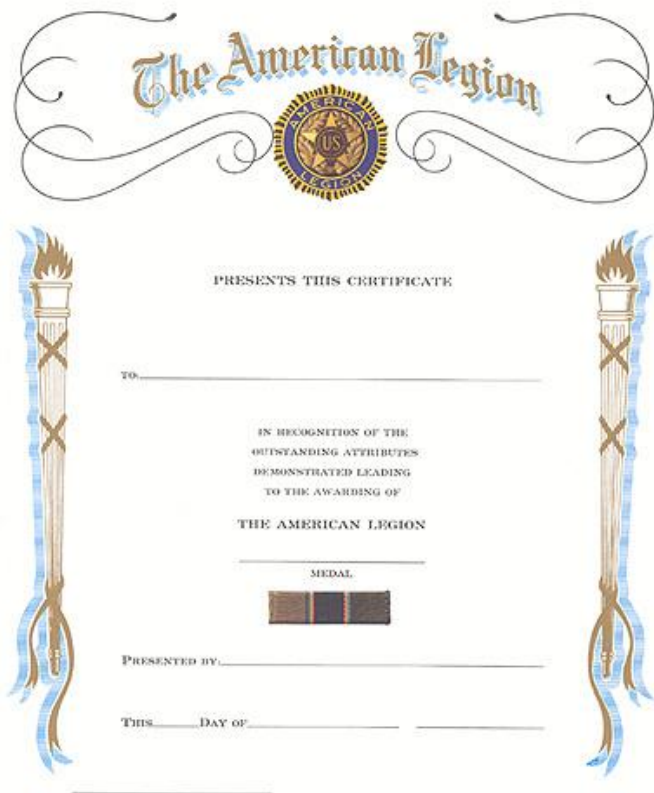 The American Legion
AMERICAN
US
LEGION
PRESENTS THIS CERTIFICATE
TO:
IN RECOGNITION OF THE
OUTSTANDING ATTRIBUTES
DEMONSTRATED LEADING
TO THE AWARDING OF
THE AMERICAN LEGION
MEDAL
PRESENTED BY:
THIS DAY OF